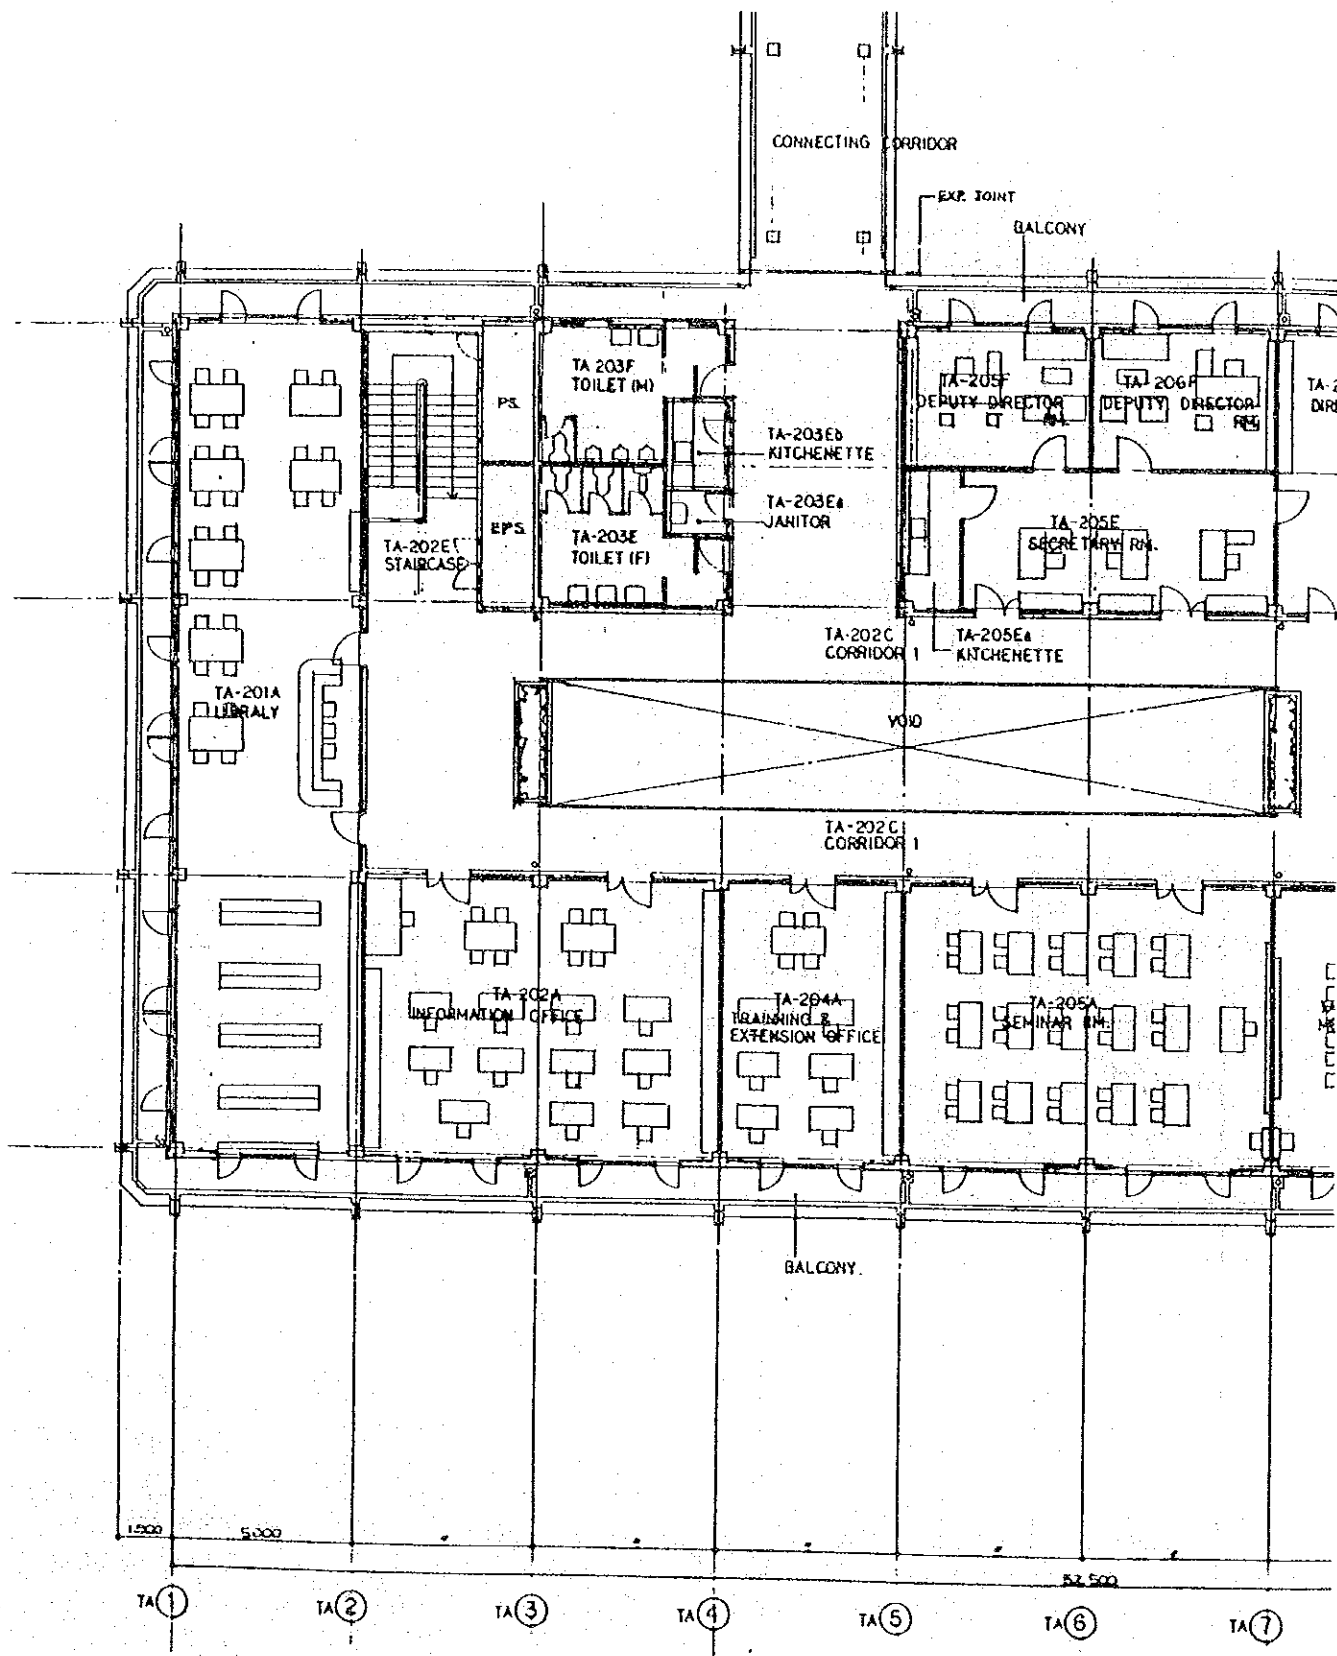 CONNECTING CORRIDOR
EXP. JOINT
BALCONY
TA 203F
TOILET (M)
PS
TA-205F
DEPUTY DIRECTOR
RM.
TA-206F
DEPUTY DIRECTOR
RM.
TA-203Eb
KITCHENETTE
TA-203Ea
JANITOR
EPS
TA-202E
STAIRCASE
TA-203E
TOILET (F)
TA-205E
SECRETARY RM.
TA-202C
CORRIDOR 1
TA-205Ea
KITCHENETTE
TA-201A
LIBRALY
VOID
TA-202C
CORRIDOR 1
TA-202A
INFORMATION OFFICE
TA-204A
TRAINING &
EXTENSION OFFICE
TA-205A
SEMINAR RM.
BALCONY
1.500
5.000
52.500
TA 1
TA 2
TA 3
TA 4
TA 5
TA 6
TA 7